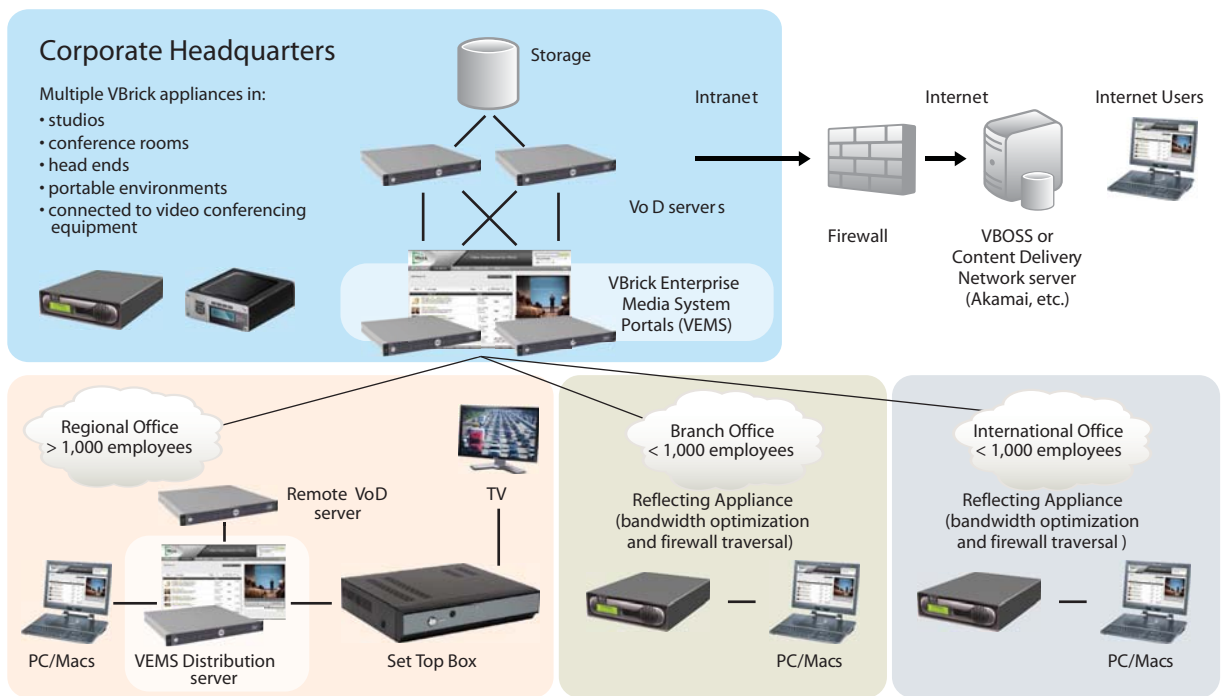 Corporate Headquarters
Multiple VBrick appliances in:
• studios
• conference rooms
• head ends
• portable environments
• connected to video conferencing
equipment
Storage
Intranet
Internet
Internet Users
VoD servers
Firewall
VBOSS or
Content Delivery
Network server
(Akamai, etc.)
VBrick Enterprise
Media System
Portals (VEMS)
Regional Office
> 1,000 employees
Remote VoD
server
TV
PC/Macs
VEMS Distribution
server
Set Top Box
Branch Office
< 1,000 employees
Reflecting Appliance
(bandwidth optimization
and firewall traversal)
PC/Macs
International Office
< 1,000 employees
Reflecting Appliance
(bandwidth optimization
and firewall traversal )
PC/Macs